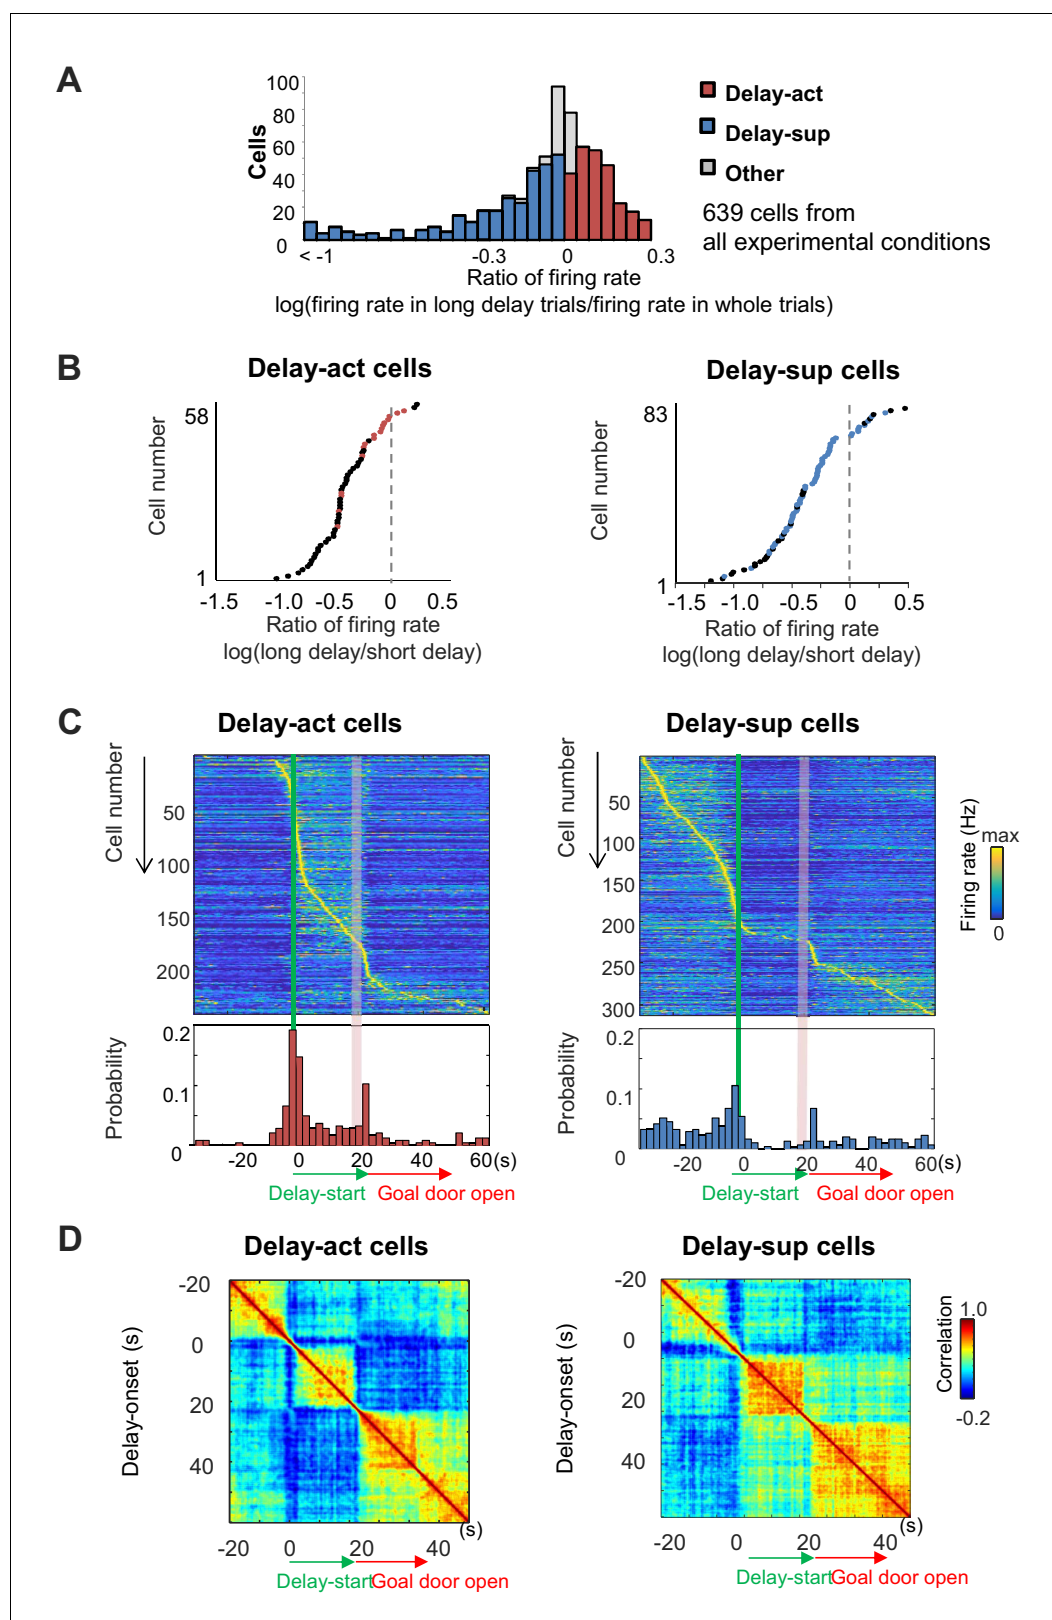 A
100
80
60
40
20
0
Cells
< -1
-0.3
0
0.3
Ratio of firing rate
log(firing rate in long delay trials/firing rate in whole trials)
Delay-act
Delay-sup
Other
639 cells from
all experimental conditions
B
Delay-act cells
58
1
Cell number
-1.5
-1.0
-0.5
0
0.5
Ratio of firing rate
log(long delay/short delay)
Delay-sup cells
83
1
Cell number
-1.5
-1.0
-0.5
0
0.5
Ratio of firing rate
log(long delay/short delay)
C
Delay-act cells
Cell number
50
100
150
200
0.2
0.1
0
Probability
-20
0
20
40
60(s)
Delay-start
Goal door open
Delay-sup cells
Cell number
50
100
150
200
250
300
Firing rate (Hz)
max
0
0.2
0.1
0
Probability
-20
0
20
40
60(s)
Delay-start
Goal door open
D
Delay-act cells
-20
0
20
40
Delay-onset (s)
(s)
-20
0
20
40
Delay-start
Goal door open
Delay-sup cells
-20
0
20
40
Delay-onset (s)
(s)
-20
0
20
40
Delay-start
Goal door open
Correlation
1.0
-0.2